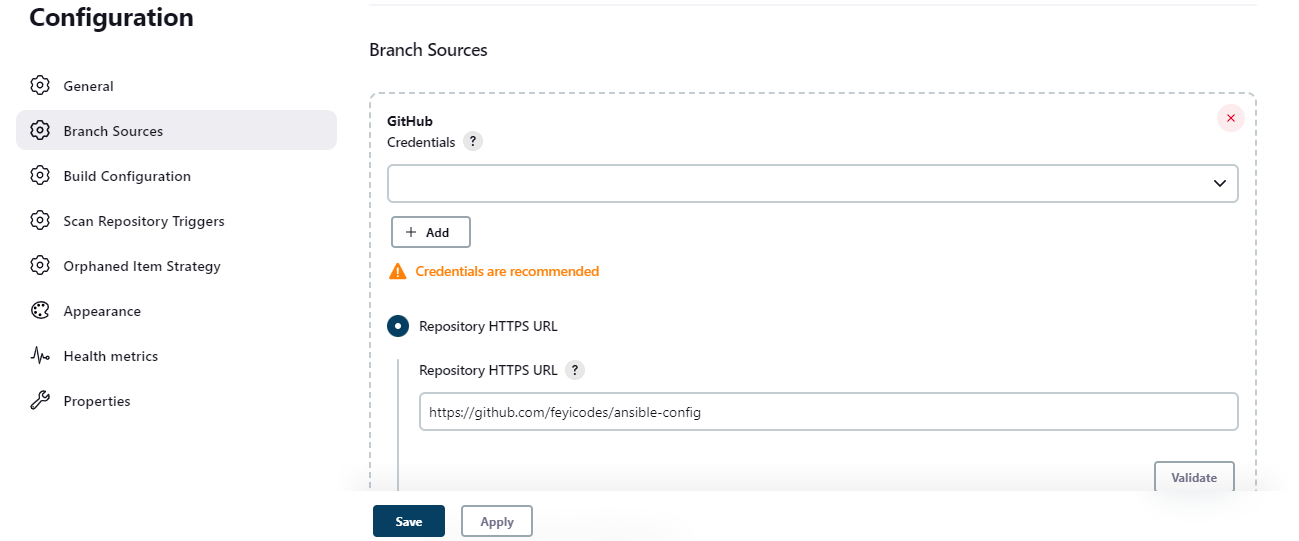 Configuration
General
Branch Sources
Build Configuration
Scan Repository Triggers
Orphaned Item Strategy
Appearance
Health metrics
Properties
Branch Sources
GitHub
Credentials ?
+ Add
Credentials are recommended
Repository HTTPS URL
Repository HTTPS URL ?
https://github.com/feyicodes/ansible-config
Validate
Save Apply